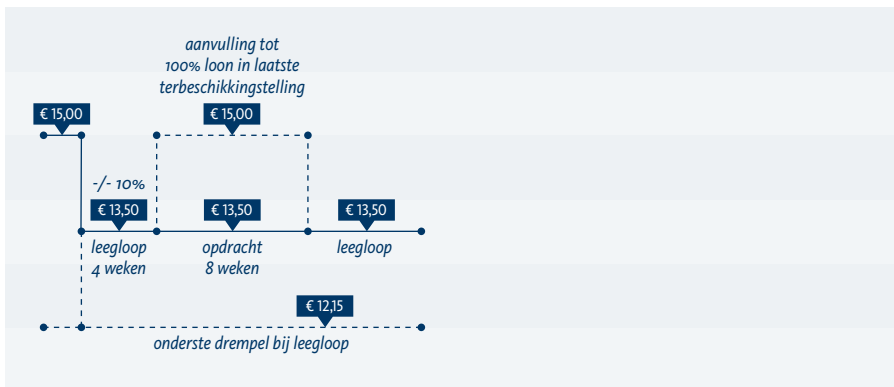 aanvulling tot
100% loon in laatste
terbeschikkingstelling
€ 15,00
€ 15,00
-/- 10%
€ 13,50
€ 13,50
€ 13,50
leegloop
4 weken
opdracht
8 weken
leegloop
€ 12,15
onderste drempel bij leegloop